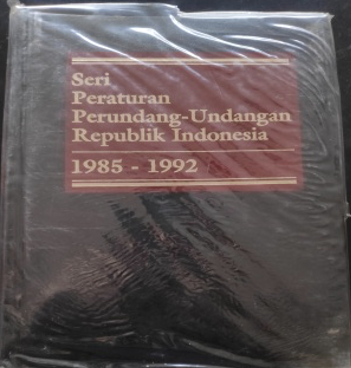 Seri
Peraturan
Perundang-Undangan
Republik Indonesia
1985 - 1992